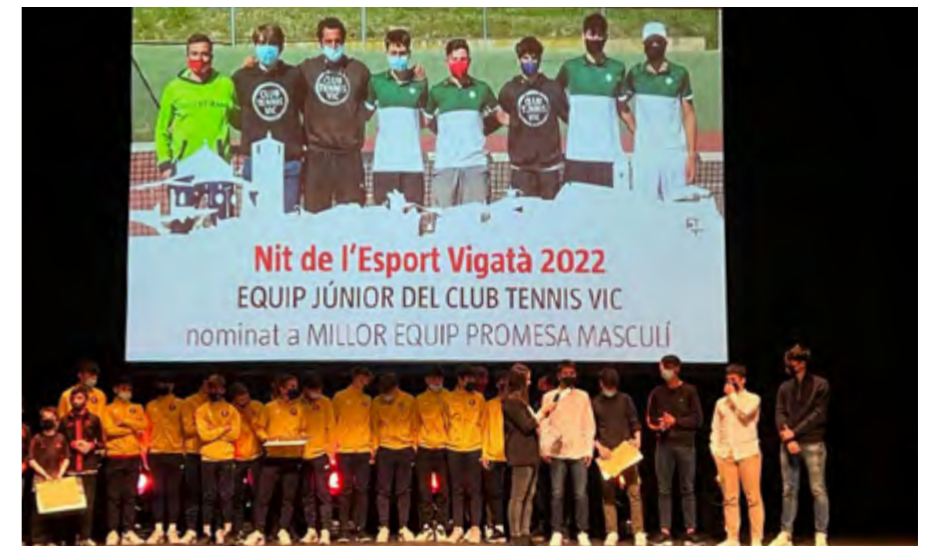 CLUB
TENNIS
VIC
CLUB
TENNIS
VIC
CLUB
TENNIS
VIC
Nit de l'Esport Vigatà 2022
EQUIP JÚNIOR DEL CLUB TENNIS VIC
nominat a MILLOR EQUIP PROMESA MASCULÍ